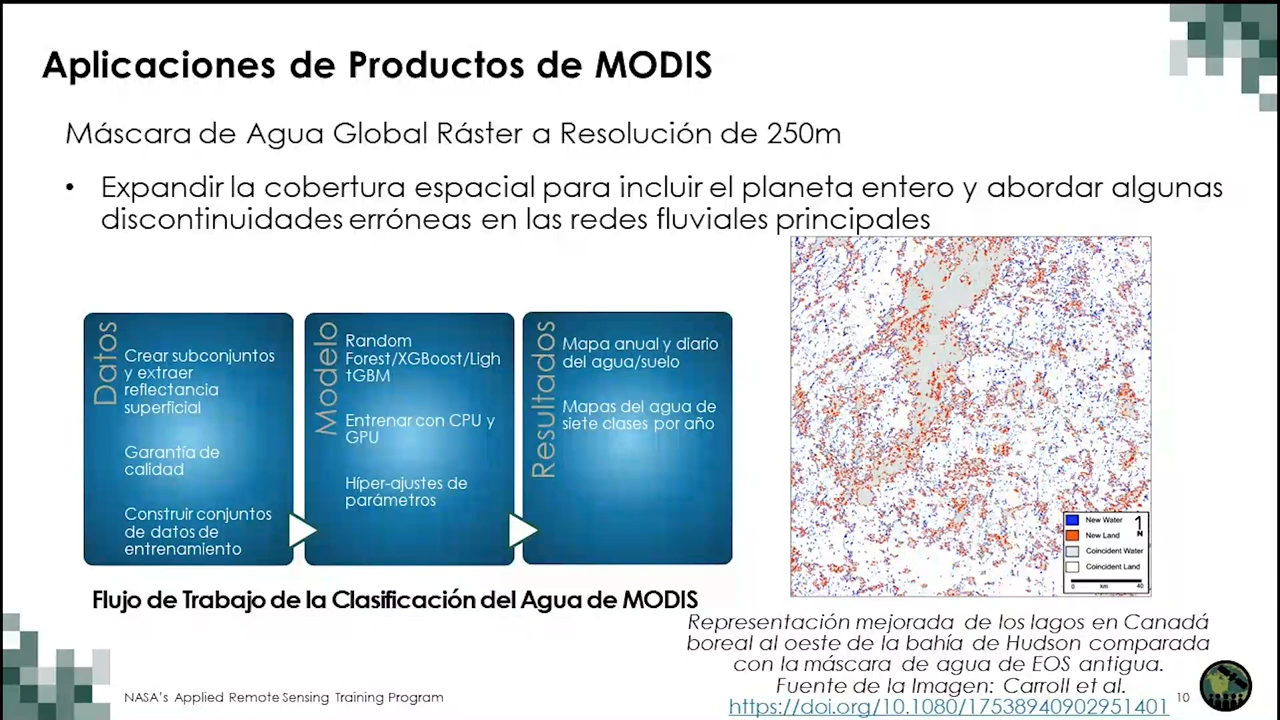 Aplicaciones de Productos de MODIS
Máscara de Agua Global Ráster a Resolución de 250m
• Expandir la cobertura espacial para incluir el planeta entero y abordar algunas
discontinuidades erróneas en las redes fluviales principales
Datos
Crear subconjuntos
y extraer
reflectancia
superficial
Garantía de
calidad
Construir conjuntos
de datos de
entrenamiento
Modelo
Random
Forest/XGBoost/Ligh
tGBM
Entrenar con CPU y
GPU
Híper-ajustes de
parámetros
Resultados
Mapa anual y diario
del agua/suelo
Mapas del agua de
siete clases por año
Flujo de Trabajo de la Clasificación del Agua de MODIS
New Water
New Land
Coincident Water
Coincident Land
N
0 km 40
Representación mejorada de los lagos en Canadá
boreal al oeste de la bahía de Hudson comparada
con la máscara de agua de EOS antigua.
Fuente de la Imagen: Carroll et al.
https://doi.org/10.1080/17538940902951401
NASA's Applied Remote Sensing Training Program
10